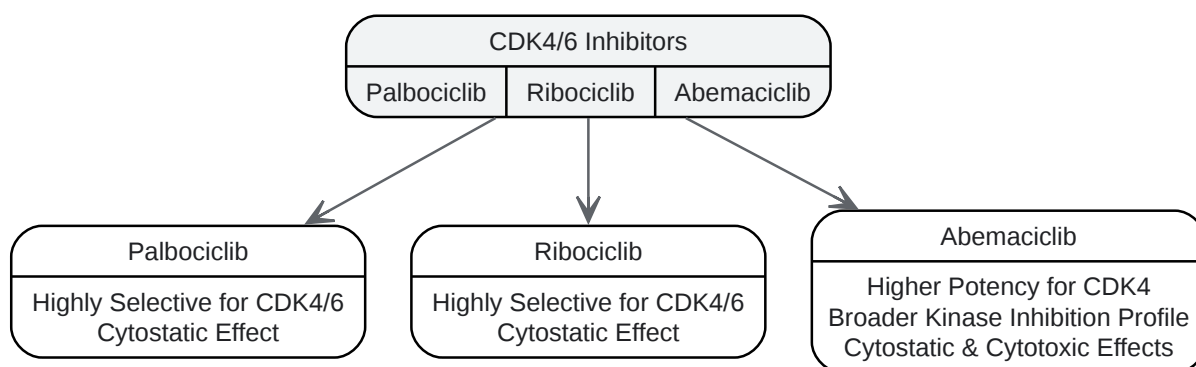 CDK4/6 Inhibitors
Palbociclib
Ribociclib
Abemaciclib
Palbociclib
Highly Selective for CDK4/6
Cytostatic Effect
Ribociclib
Highly Selective for CDK4/6
Cytostatic Effect
Abemaciclib
Higher Potency for CDK4
Broader Kinase Inhibition Profile
Cytostatic & Cytotoxic Effects